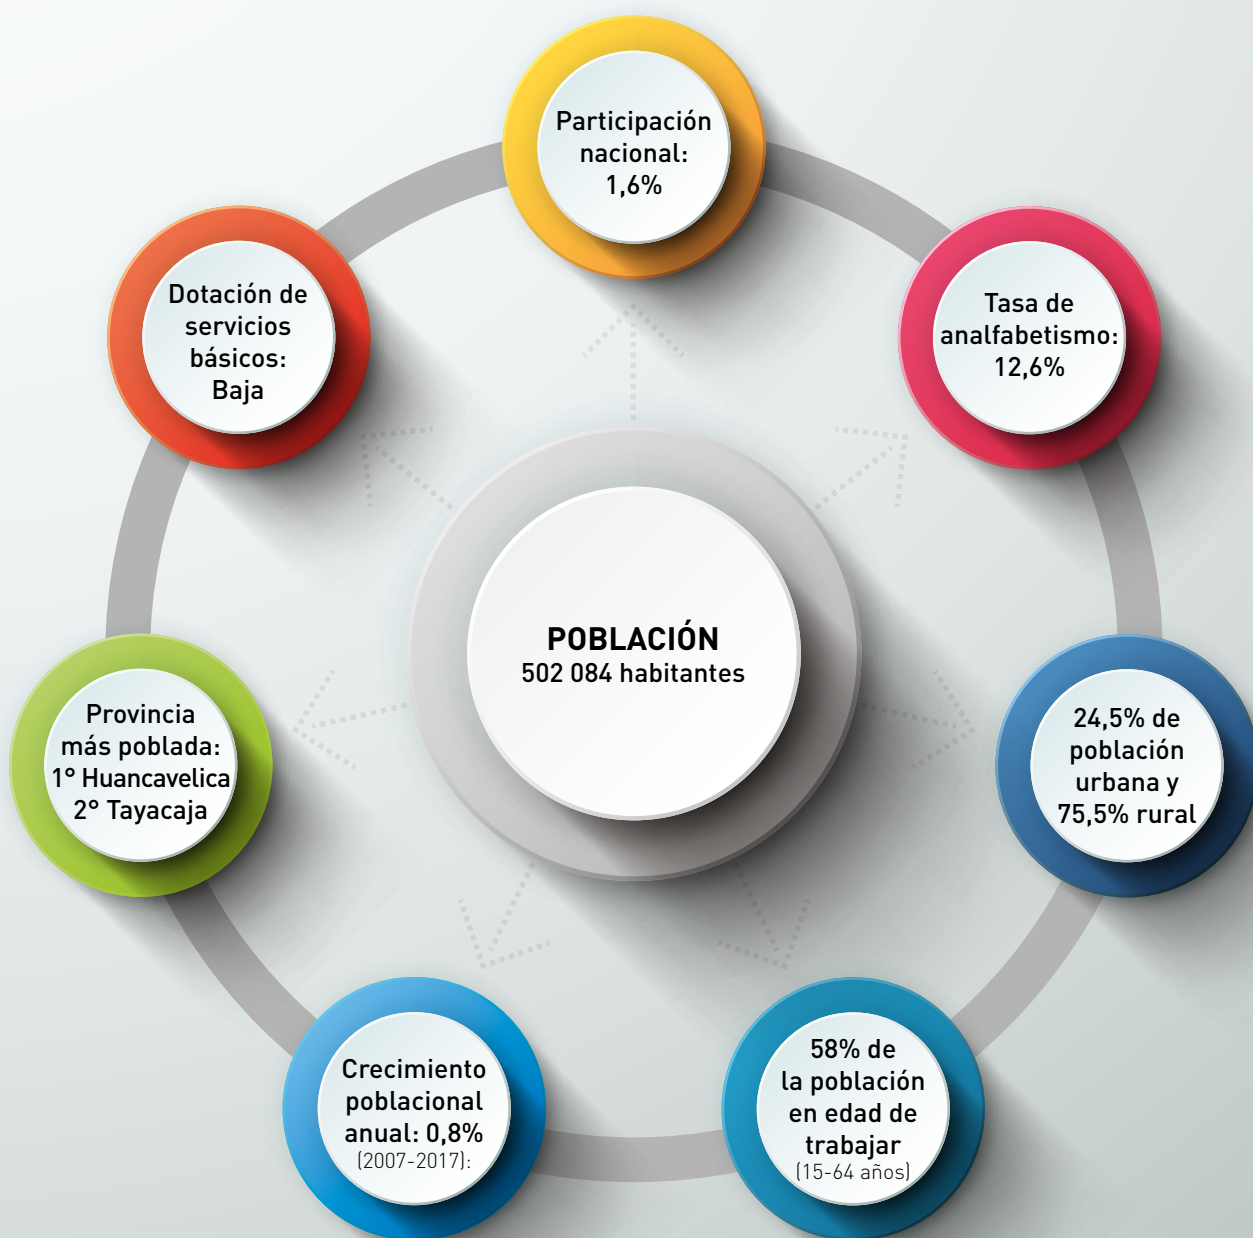 Participación
nacional:
1,6%
Tasa de
analfabetismo:
12,6%
24,5% de
población
urbana y
75,5% rural
58% de
la población
en edad de
trabajar
(15-64 años)
Crecimiento
poblacional
anual: 0,8%
(2007-2017):
Provincia
más poblada:
1° Huancavelica
2° Tayacaja
Dotación de
servicios
básicos:
Baja
POBLACIÓN
502 084 habitantes